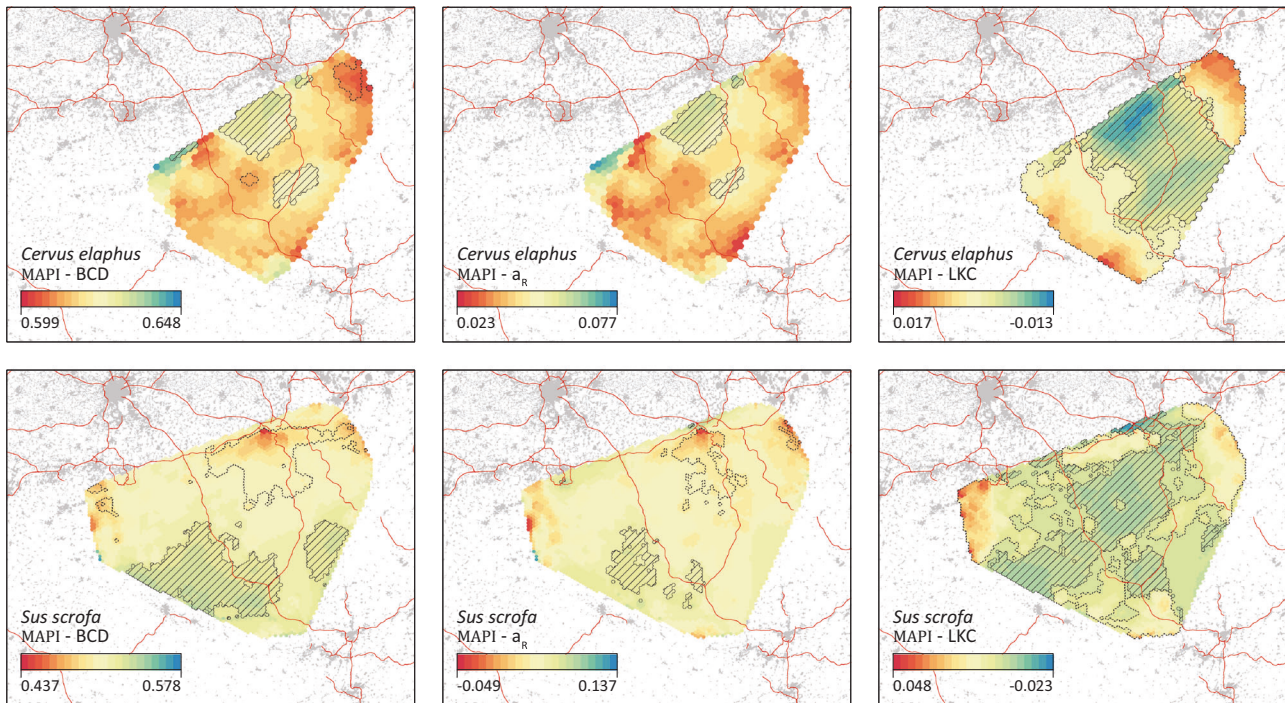 Cervus elaphus
MAPI - BCD
0.599 0.648
Cervus elaphus
MAPI - aR
0.023 0.077
Cervus elaphus
MAPI - LKC
0.017 -0.013
Sus scrofa
MAPI - BCD
0.437 0.578
Sus scrofa
MAPI - aR
-0.049 0.137
Sus scrofa
MAPI - LKC
0.048 -0.023